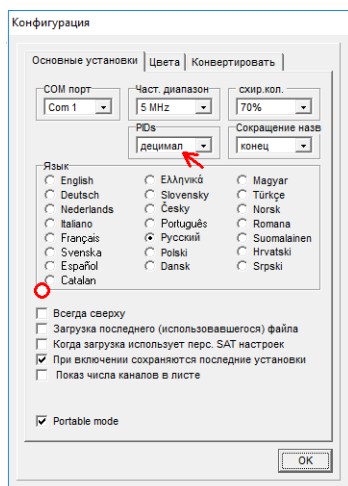 Конфигурация
Основные установки Цвета Конвертировать
COM порт Част. диапазон схир.кол.
Com 1 5 MHz 70%
PIDs Сокращение назв
децимал конец
Язык
English Ελληνικά Magyar
Deutsch Slovensky Türkçe
Nederlands Česky Norsk
Italiano Português Romana
Français Русский Suomalainen
Svenska Polski Hrvatski
Español Dansk Srpski
Catalan
Всегда сверху
Загрузка последнего (использовавшегося) файла
Когда загрузка использует перс. SAT настроек
При включении сохраняются последние установки
Показ числа каналов в листе
Portable mode
OK